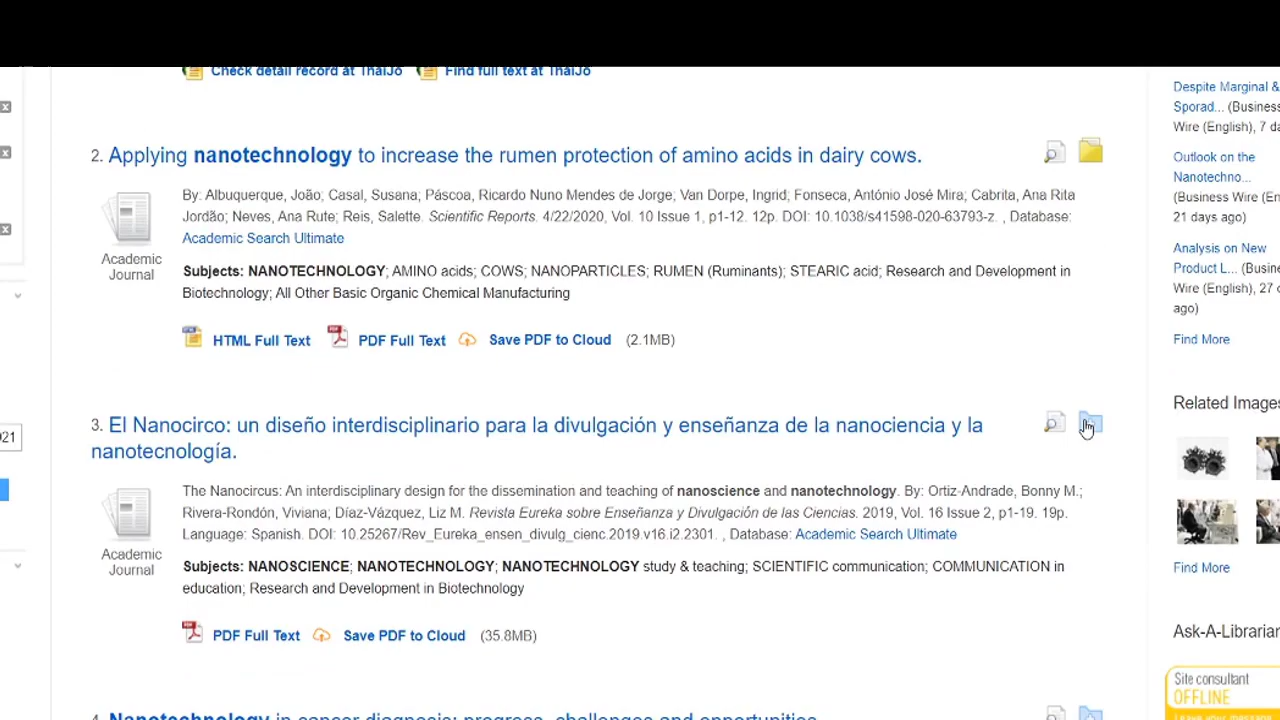 Check detail record at ThaiJo Find full text at ThaiJo
2. Applying nanotechnology to increase the rumen protection of amino acids in dairy cows.
By: Albuquerque, João; Casal, Susana; Páscoa, Ricardo Nuno Mendes de Jorge; Van Dorpe, Ingrid; Fonseca, António José Mira; Cabrita, Ana Rita
Jordão; Neves, Ana Rute; Reis, Salette. Scientific Reports. 4/22/2020, Vol. 10 Issue 1, p1-12. 12p. DOI: 10.1038/s41598-020-63793-z. , Database:
Academic Search Ultimate
Academic
Journal
Subjects: NANOTECHNOLOGY; AMINO acids; COWS; NANOPARTICLES; RUMEN (Ruminants); STEARIC acid; Research and Development in
Biotechnology; All Other Basic Organic Chemical Manufacturing
HTML Full Text PDF Full Text Save PDF to Cloud (2.1MB)
3. El Nanocirco: un diseño interdisciplinario para la divulgación y enseñanza de la nanociencia y la
nanotecnología.
The Nanocircus: An interdisciplinary design for the dissemination and teaching of nanoscience and nanotechnology. By: Ortiz-Andrade, Bonny M.;
Rivera-Rondón, Viviana; Díaz-Vázquez, Liz M. Revista Eureka sobre Enseñanza y Divulgación de las Ciencias. 2019, Vol. 16 Issue 2, p1-19. 19p.
Language: Spanish. DOI: 10.25267/Rev_Eureka_ensen_divulg_cienc.2019.v16.i2.2301. , Database: Academic Search Ultimate
Academic
Journal
Subjects: NANOSCIENCE; NANOTECHNOLOGY; NANOTECHNOLOGY study & teaching; SCIENTIFIC communication; COMMUNICATION in
education; Research and Development in Biotechnology
PDF Full Text Save PDF to Cloud (35.8MB)
4. Nanotechnology in cancer diagnosis: progress, challenges and opportunities.
Despite Marginal &
Sporad... (Business
Wire (English), 7 da
Outlook on the
Nanotechno...
(Business Wire (En
21 days ago)
Analysis on New
Product L... (Busine
Wire (English), 27 d
ago)
Find More
Related Images
Find More
Ask-A-Librarian
Site consultant
OFFLINE